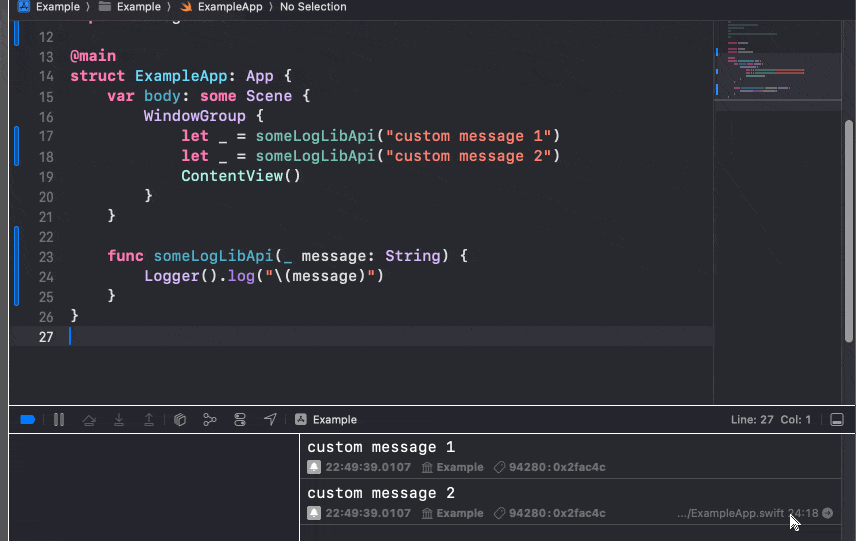 Example 〉 Example 〉 ExampleApp 〉 No Selection
12
13 @main
14 struct ExampleApp: App {
15 var body: some Scene {
16 WindowGroup {
17 let _ = someLogLibApi("custom message 1")
18 let _ = someLogLibApi("custom message 2")
19 ContentView()
20 }
21 }
22
23 func someLogLibApi(_ message: String) {
24 Logger().log("\(message)")
25 }
26 }
27
Example Line: 27 Col: 1
custom message 1
22:49:39.0107 Example 94280:0x2fac4c
custom message 2
22:49:39.0107 Example 94280:0x2fac4c .../ExampleApp.swift 24:18